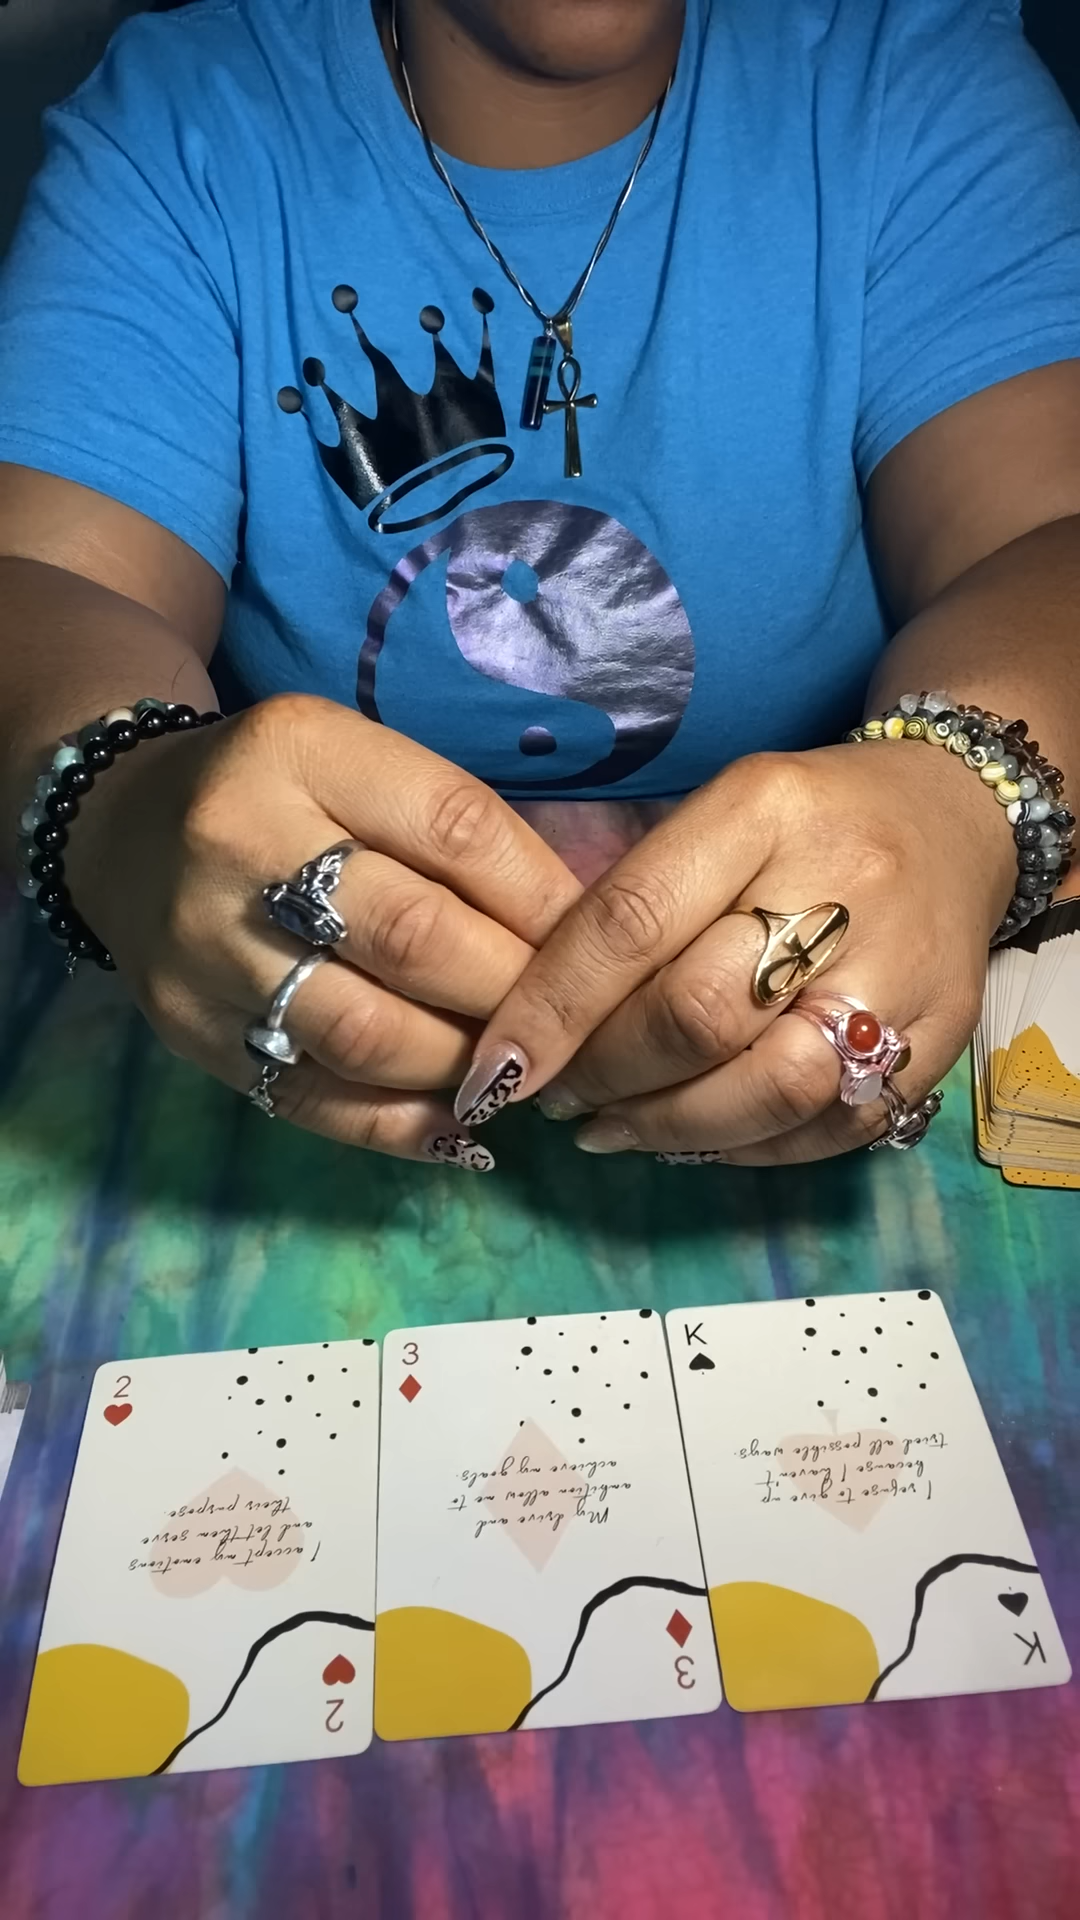 2
I accept my emotions
and let them serve
their purpose.
2
3
My drive and
ambition allow me to
achieve my goals.
3
K
I refuse to give up
because I haven't
tried all possible ways.
K